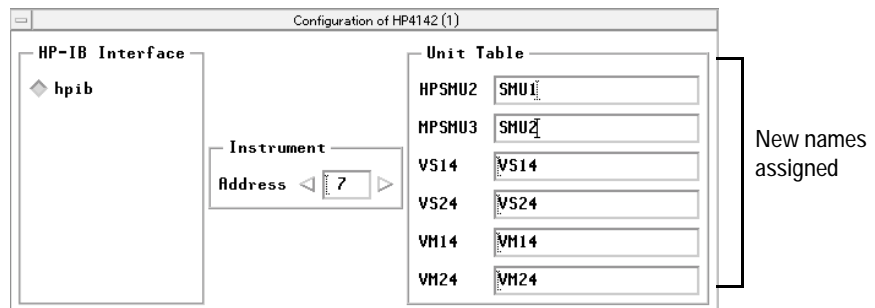 Configuration of HP4142 (1)
HP-IB Interface
hpib
Instrument
Address 7
Unit Table
HPSMU2 SMU1
MPSMU3 SMU2
VS14 VS14
VS24 VS24
VM14 VM14
VM24 VM24
New names
assigned